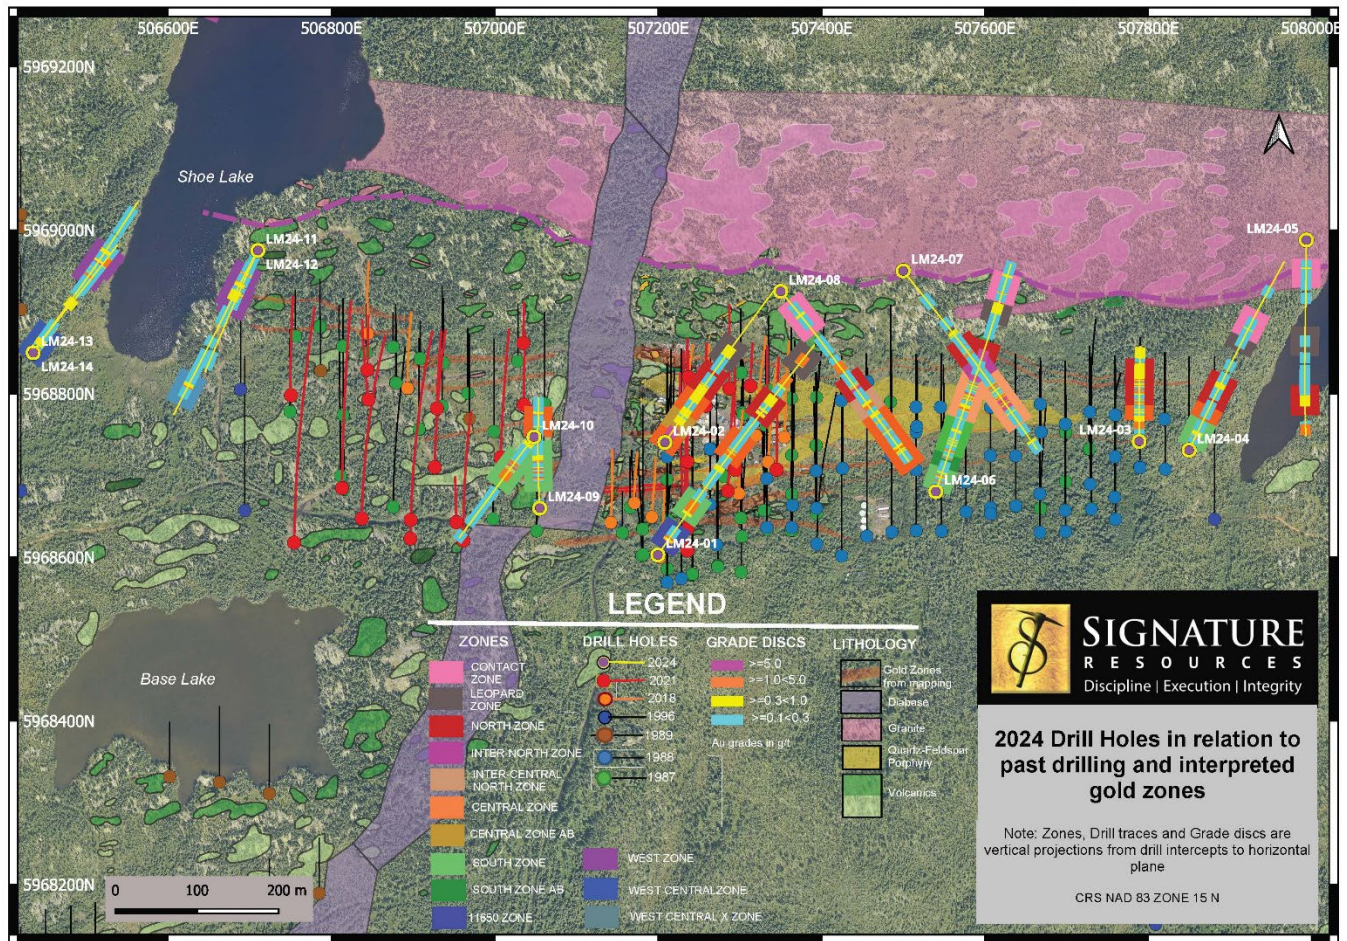 506600E 506800E 507000E 507200E 507400E 507600E 507800E 508000E
5969200N
Shoe Lake
5969000N
LM24-11
LM24-12
LM24-05
LM24-07
LM24-08
LM24-13
LM24-14
5968800N
LM24-10
LM24-02
LM24-03
LM24-04
LM24-06
LM24-09
5968600N
LM24-01
Base Lake
5968400N
5968200N
0 100 200 m
LEGEND
ZONES
CONTACT
ZONE
LEOPARD
ZONE
NORTH ZONE
INTER-NORTH ZONE
INTER-CENTRAL
NORTH ZONE
CENTRAL ZONE
CENTRAL ZONE AB
SOUTH ZONE
SOUTH ZONE AB
11650 ZONE
DRILL HOLES
2024
2021
2018
1996
1989
1988
1987
WEST ZONE
WEST CENTRALZONE
WEST CENTRAL X ZONE
GRADE DISCS
>=5.0
>=1.0<5.0
>=0.3<1.0
>=0.1<0.3
Au grades in g/t
LITHOLOGY
Gold Zones
from mapping
Diabase
Granite
Quartz-Feldspar
Porphyry
Volcanics
SIGNATURE
RESOURCES
Discipline | Execution | Integrity
2024 Drill Holes in relation to
past drilling and interpreted
gold zones
Note: Zones, Drill traces and Grade discs are
vertical projections from drill intercepts to horizontal
plane
CRS NAD 83 ZONE 15 N